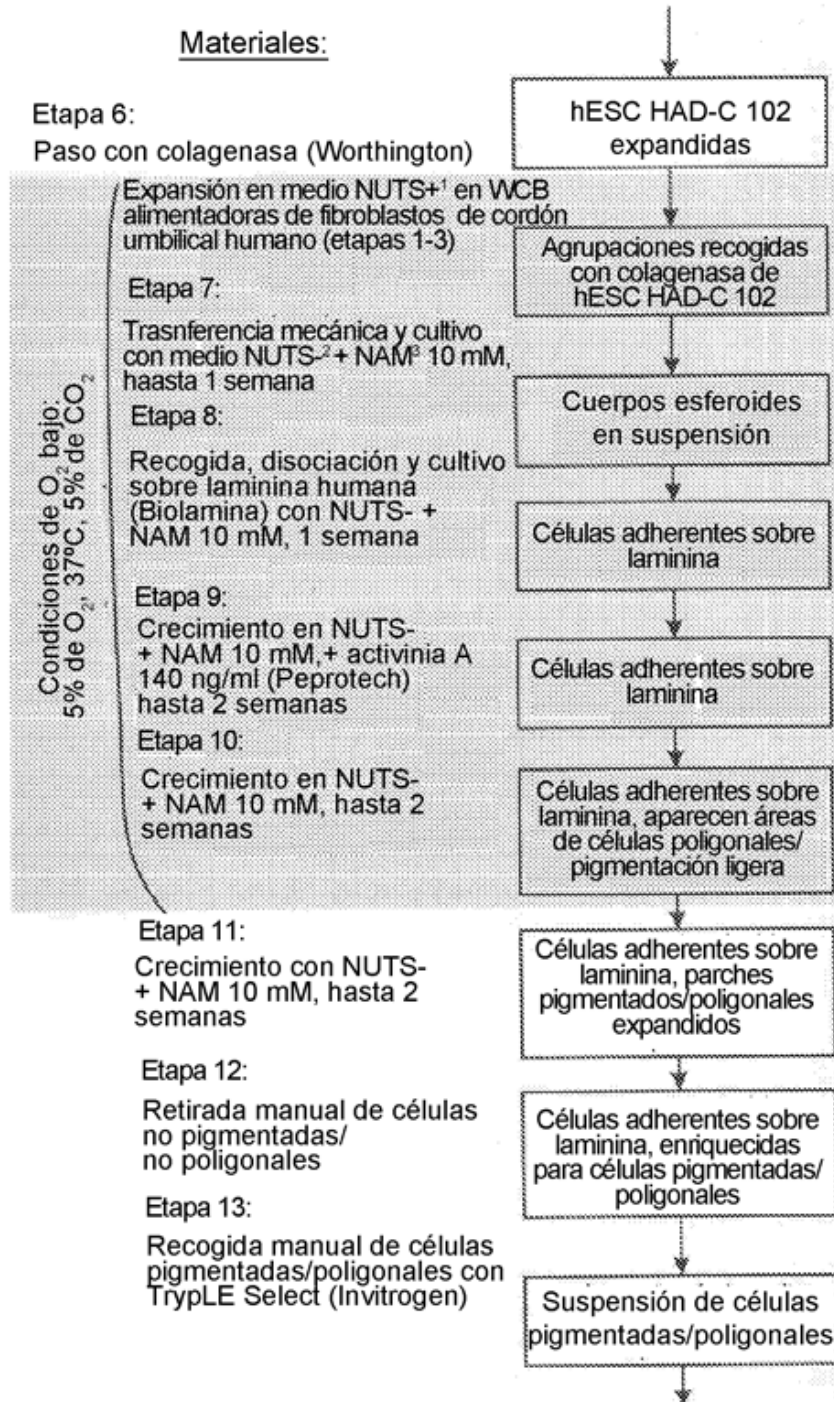 Materiales:
Etapa 6:
Paso con colagenasa (Worthington)
Expansión en medio NUTS+¹ en WCB
alimentadoras de fibroblastos de cordón
umbilical humano (etapas 1-3)
Etapa 7:
Trasnferencia mecánica y cultivo
con medio NUTS-² + NAM³ 10 mM,
haasta 1 semana
Etapa 8:
Recogida, disociación y cultivo
sobre laminina humana
(Biolamina) con NUTS- +
NAM 10 mM, 1 semana
Etapa 9:
Crecimiento en NUTS-
+ NAM 10 mM,+ activinia A
140 ng/ml (Peprotech)
hasta 2 semanas
Etapa 10:
Crecimiento en NUTS-
+ NAM 10 mM, hasta 2
semanas
Etapa 11:
Crecimiento con NUTS-
+ NAM 10 mM, hasta 2
semanas
Etapa 12:
Retirada manual de células
no pigmentadas/
no poligonales
Etapa 13:
Recogida manual de células
pigmentadas/poligonales con
TrypLE Select (Invitrogen)
Condiciones de O₂ bajo:
5% de O₂, 37ºC, 5% de CO₂
hESC HAD-C 102
expandidas
Agrupaciones recogidas
con colagenasa de
hESC HAD-C 102
Cuerpos esferoides
en suspensión
Células adherentes sobre
laminina
Células adherentes sobre
laminina
Células adherentes sobre
laminina, aparecen áreas
de células poligonales/
pigmentación ligera
Células adherentes sobre
laminina, parches
pigmentados/poligonales
expandidos
Células adherentes sobre
laminina, enriquecidas
para células pigmentadas/
poligonales
Suspensión de células
pigmentadas/poligonales